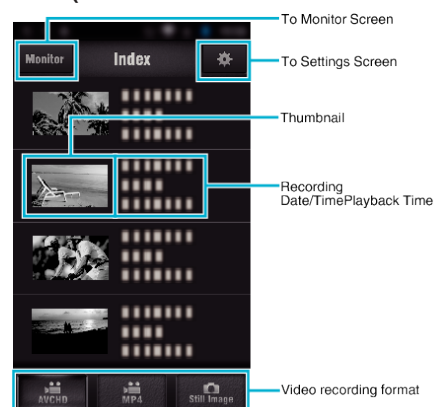 To Monitor Screen
Monitor
Index
To Settings Screen
Thumbnail
Recording
Date/TimePlayback Time
AVCHD
MP4
Still Image
Video recording format